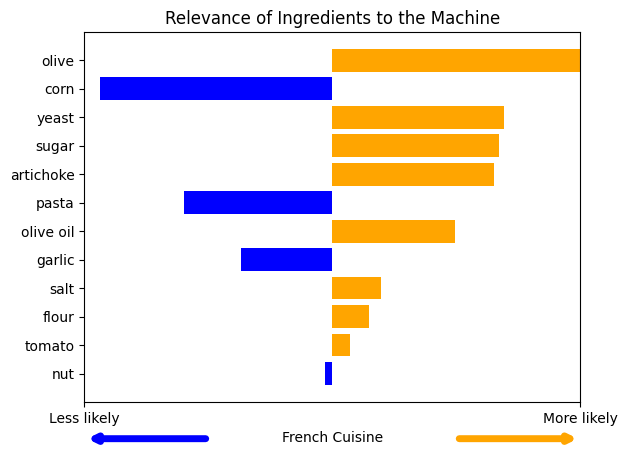 Relevance of Ingredients to the Machine
olive
corn
yeast
sugar
artichoke
pasta
olive oil
garlic
salt
flour
tomato
nut
Less likely More likely
French Cuisine